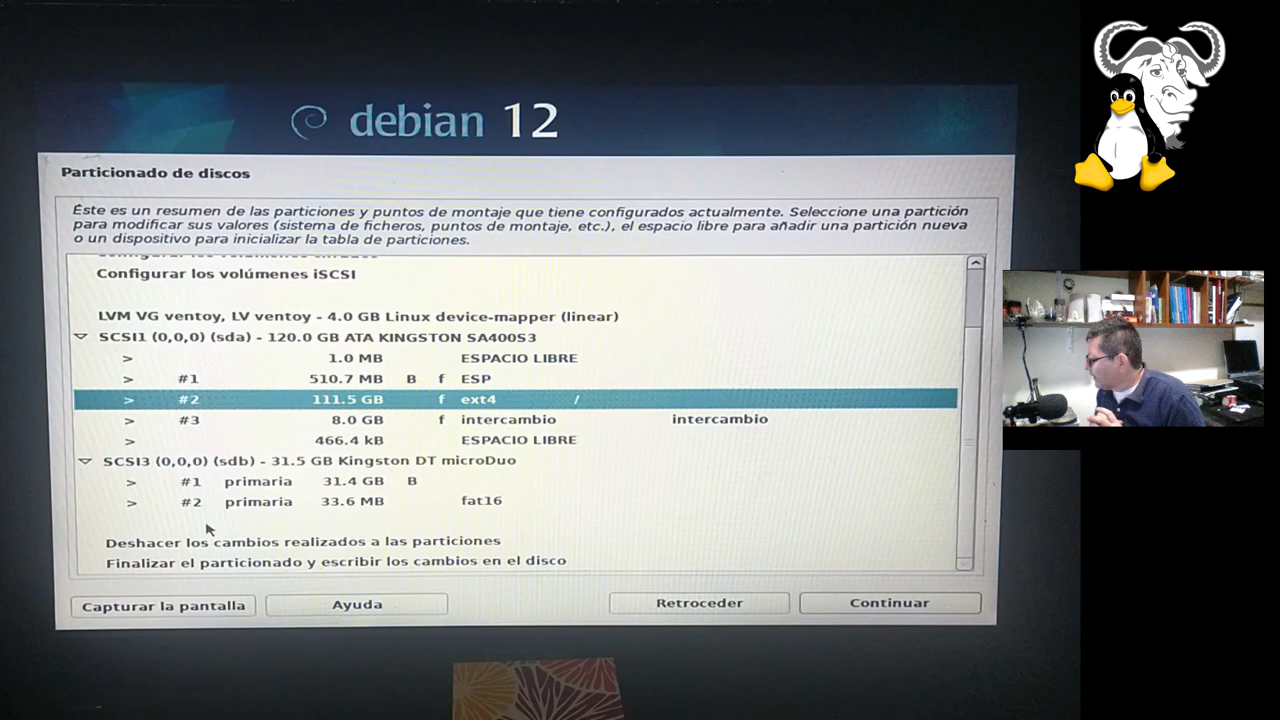 debian 12
Particionado de discos
Éste es un resumen de las particiones y puntos de montaje que tiene configurados actualmente. Seleccione una partición
para modificar sus valores (sistema de ficheros, puntos de montaje, etc.), el espacio libre para añadir una partición nueva
o un dispositivo para inicializar la tabla de particiones.
Configurar los volúmenes iSCSI
LVM VG ventoy, LV ventoy - 4.0 GB Linux device-mapper (linear)
SCSI1 (0,0,0) (sda) - 120.0 GB ATA KINGSTON SA400S3
> 1.0 MB ESPACIO LIBRE
> #1 510.7 MB B f ESP
> #2 111.5 GB f ext4 /
> #3 8.0 GB f intercambio intercambio
> 466.4 kB ESPACIO LIBRE
SCSI3 (0,0,0) (sdb) - 31.5 GB Kingston DT microDuo
> #1 primaria 31.4 GB B
> #2 primaria 33.6 MB fat16
Deshacer los cambios realizados a las particiones
Finalizar el particionado y escribir los cambios en el disco
Capturar la pantalla
Ayuda
Retroceder
Continuar